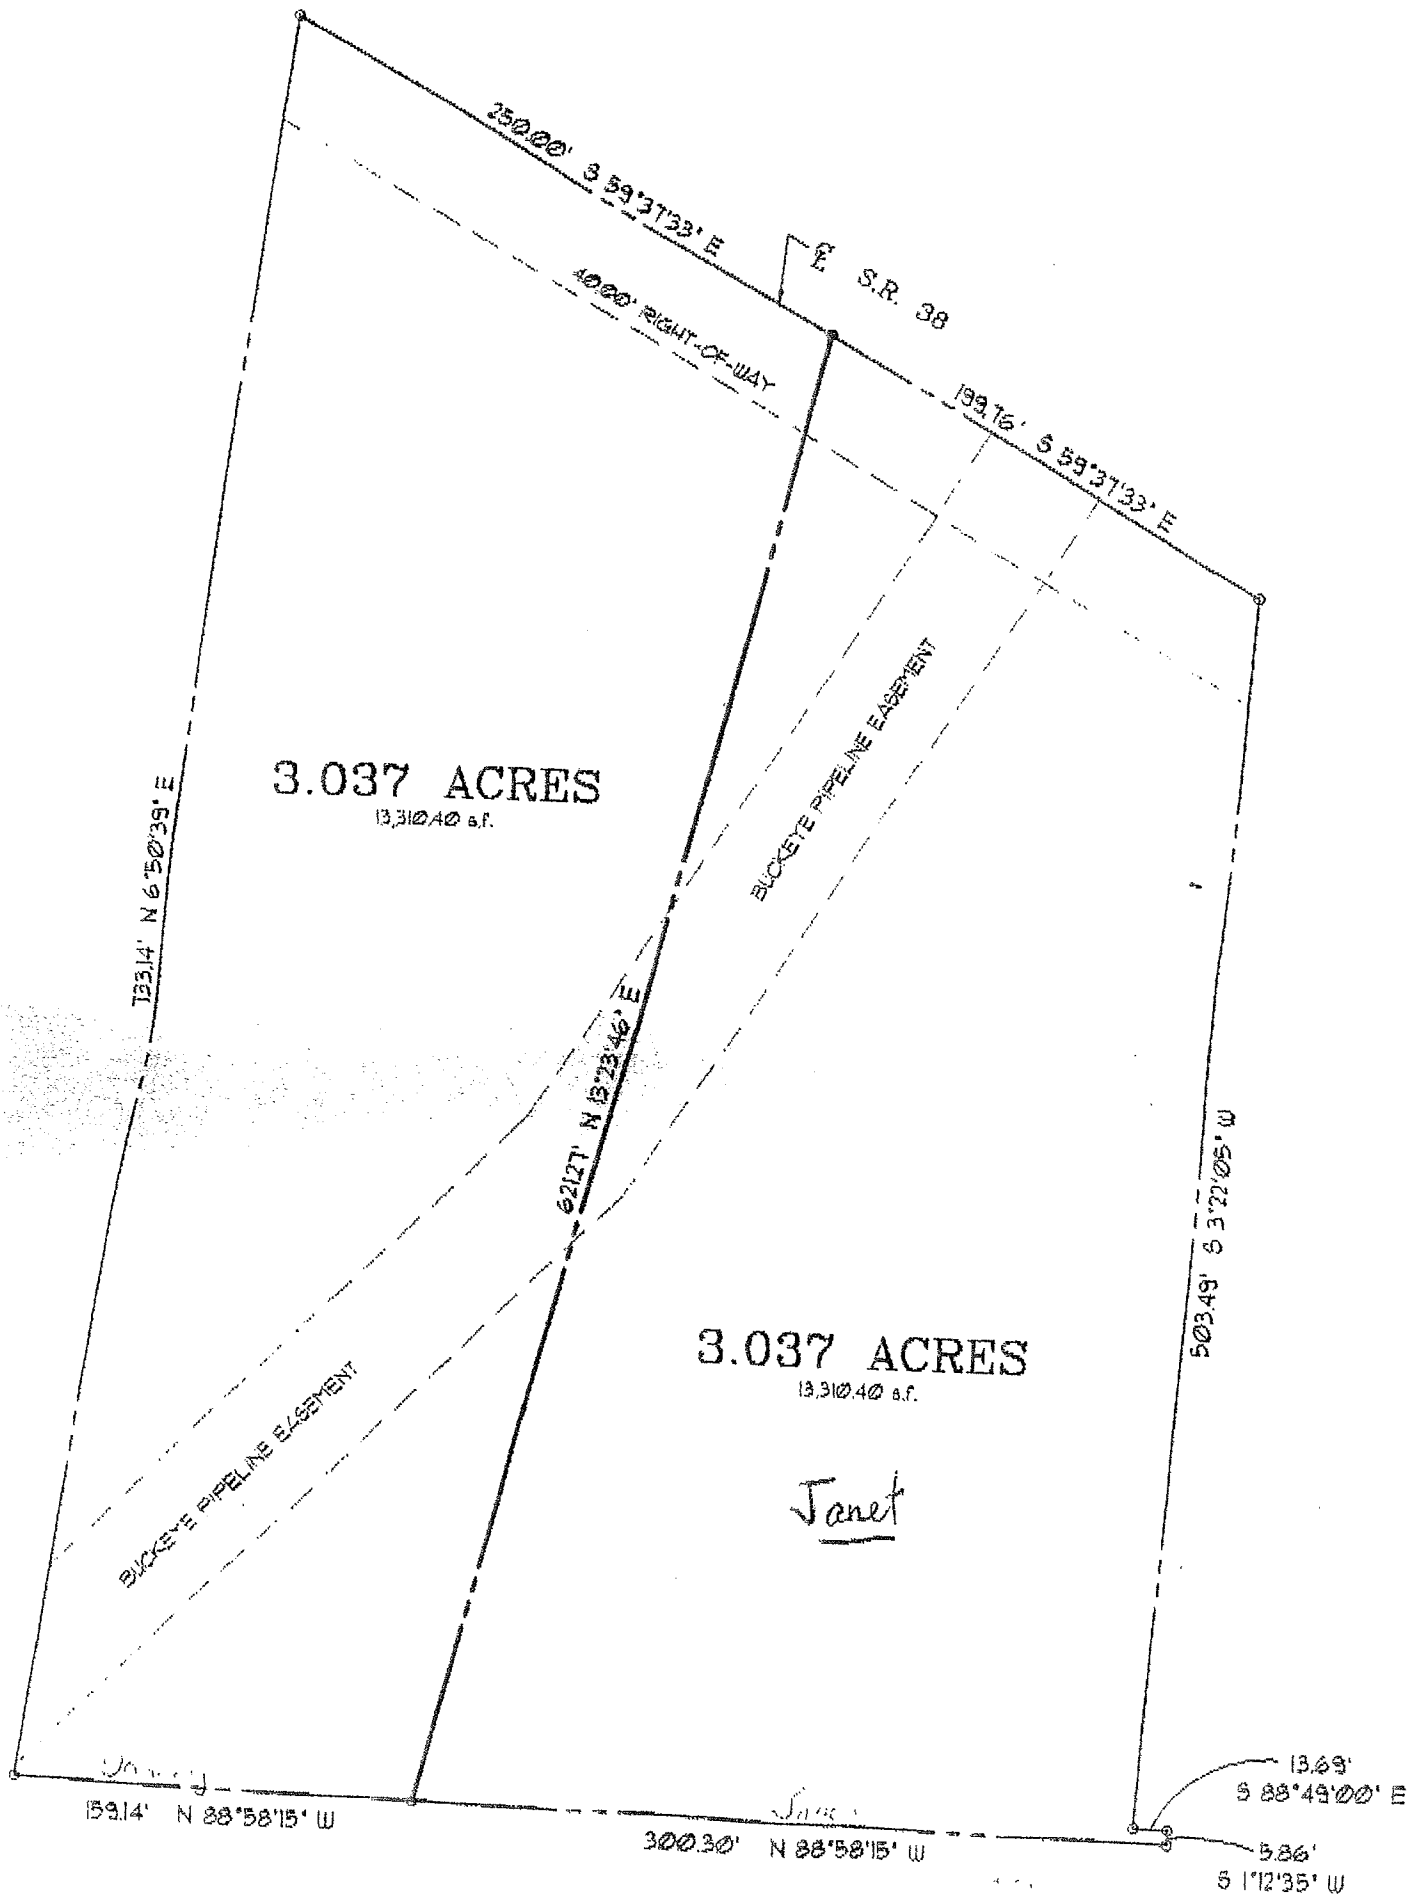 250.00' S 59°37'33" E
℄ S.R. 38
40.00' RIGHT-OF-WAY
199.76' S 59°37'33" E
BUCKEYE PIPELINE EASEMENT
3.037 ACRES
13,310.40 s.f.
733.14' N 6°50'39" E
621.27' N 13°23'46" E
503.49' S 3°22'05" W
3.037 ACRES
13,310.40 s.f.
BUCKEYE PIPELINE EASEMENT
Janet
13.69'
S 88°49'00" E
159.14' N 88°58'15" W
300.30' N 88°58'15" W
5.86'
S 1°12'35" W